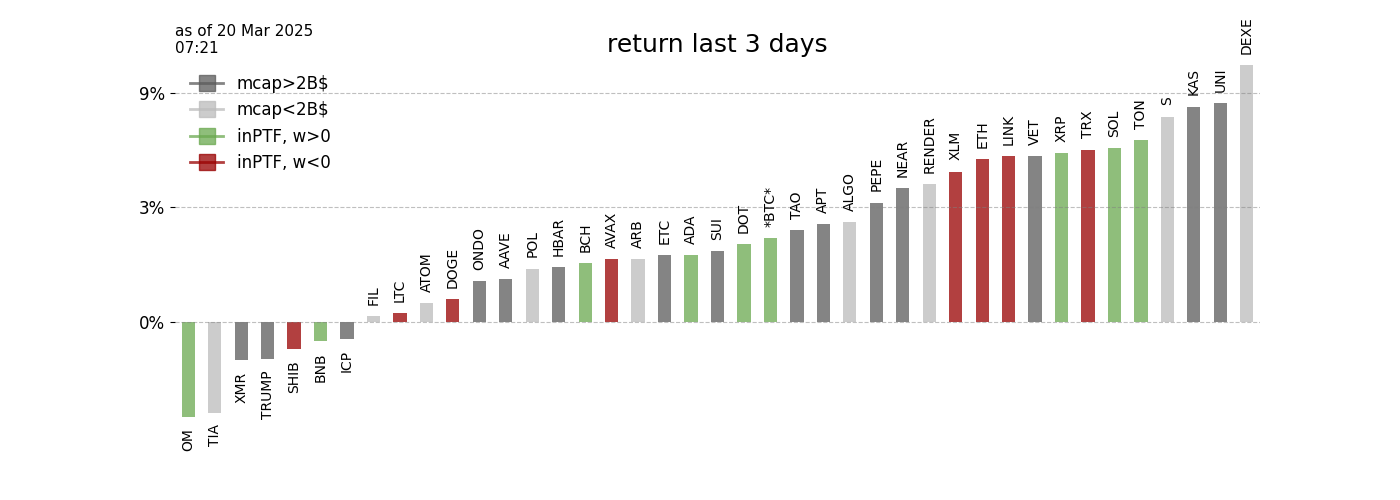 as of 20 Mar 2025
07:21
return last 3 days
mcap>2B$
mcap<2B$
inPTF, w>0
inPTF, w<0
9%
3%
0%
OM
TIA
XMR
TRUMP
SHIB
BNB
ICP
FIL
LTC
ATOM
DOGE
ONDO
AAVE
POL
HBAR
BCH
AVAX
ARB
ETC
ADA
SUI
DOT
*BTC*
TAO
APT
ALGO
PEPE
NEAR
RENDER
XLM
ETH
LINK
VET
XRP
TRX
SOL
TON
S
KAS
UNI
DEXE